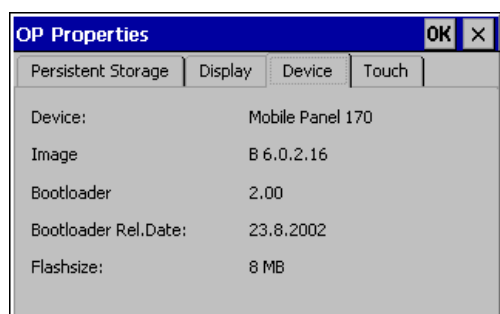 OP Properties OK ×
Persistent Storage Display Device Touch
Device: Mobile Panel 170
Image B 6.0.2.16
Bootloader 2.00
Bootloader Rel.Date: 23.8.2002
Flashsize: 8 MB